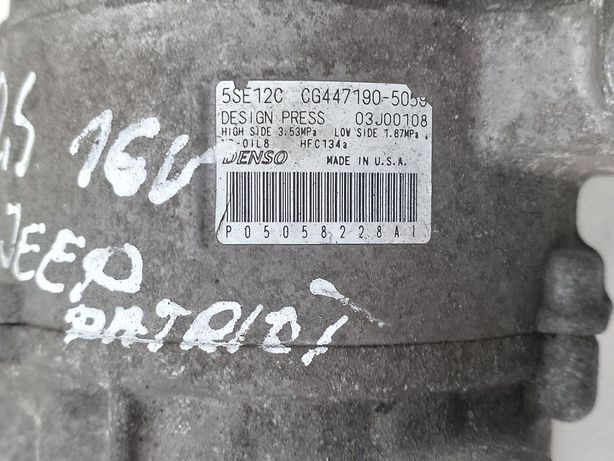 5SE12C CG447190-5059
DESIGN PRESS 03J00108
HIGH SIDE 3.53MPa LOW SIDE 1.67MPa
-OIL8 HFC134a
DENSO MADE IN U.S.A.
P05058228AI
16V
JEEP
PATRIOT